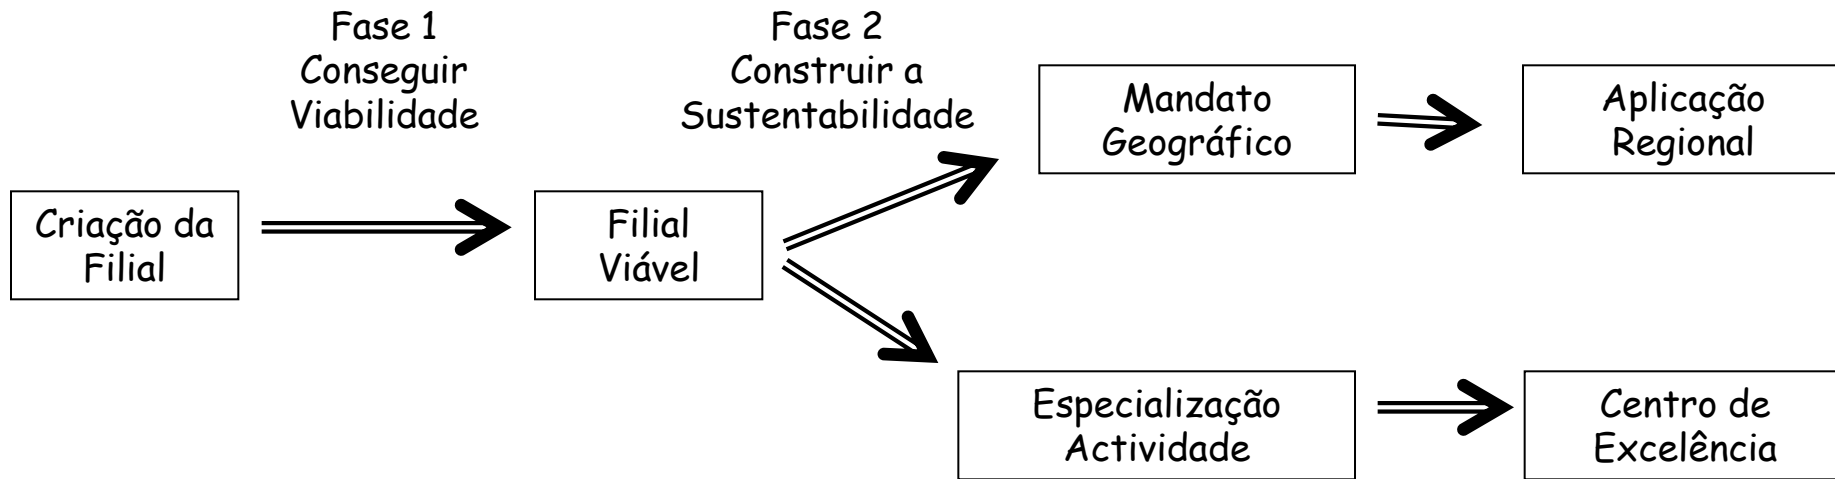 Fase 1
Conseguir
Viabilidade
Fase 2
Construir a
Sustentabilidade
Mandato
Geográfico
Aplicação
Regional
Criação da
Filial
Filial
Viável
Especialização
Actividade
Centro de
Excelência